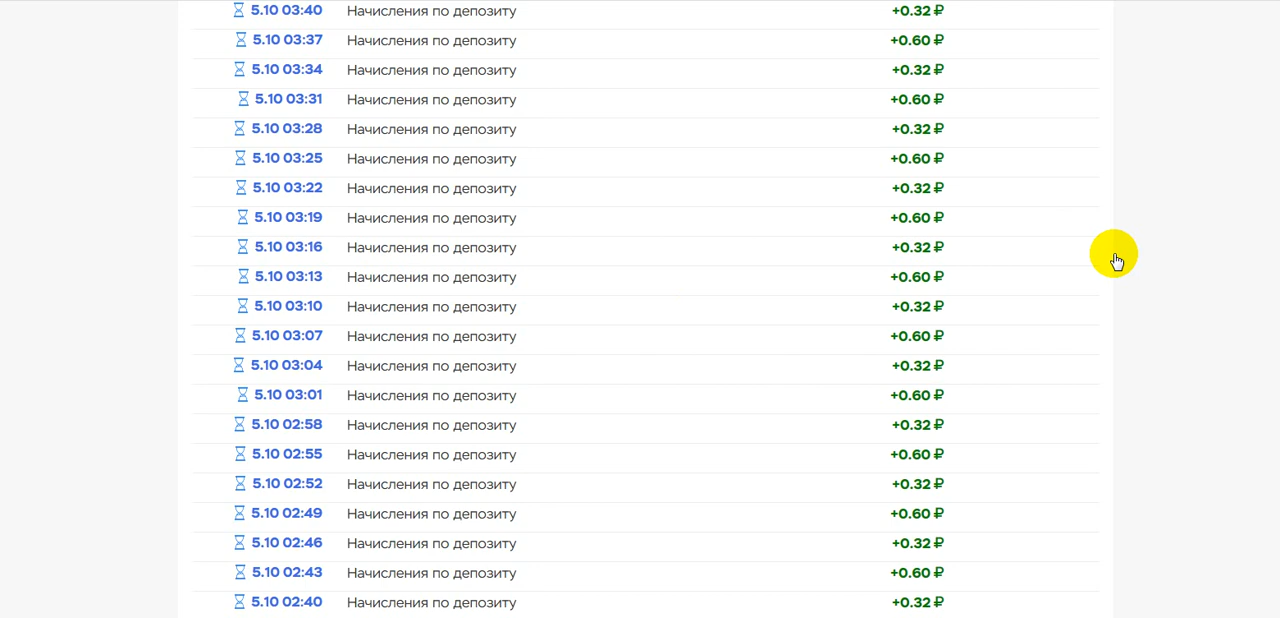 5.10 03:40 Начисления по депозиту +0.32 ₽
5.10 03:37 Начисления по депозиту +0.60 ₽
5.10 03:34 Начисления по депозиту +0.32 ₽
5.10 03:31 Начисления по депозиту +0.60 ₽
5.10 03:28 Начисления по депозиту +0.32 ₽
5.10 03:25 Начисления по депозиту +0.60 ₽
5.10 03:22 Начисления по депозиту +0.32 ₽
5.10 03:19 Начисления по депозиту +0.60 ₽
5.10 03:16 Начисления по депозиту +0.32 ₽
5.10 03:13 Начисления по депозиту +0.60 ₽
5.10 03:10 Начисления по депозиту +0.32 ₽
5.10 03:07 Начисления по депозиту +0.60 ₽
5.10 03:04 Начисления по депозиту +0.32 ₽
5.10 03:01 Начисления по депозиту +0.60 ₽
5.10 02:58 Начисления по депозиту +0.32 ₽
5.10 02:55 Начисления по депозиту +0.60 ₽
5.10 02:52 Начисления по депозиту +0.32 ₽
5.10 02:49 Начисления по депозиту +0.60 ₽
5.10 02:46 Начисления по депозиту +0.32 ₽
5.10 02:43 Начисления по депозиту +0.60 ₽
5.10 02:40 Начисления по депозиту +0.32 ₽